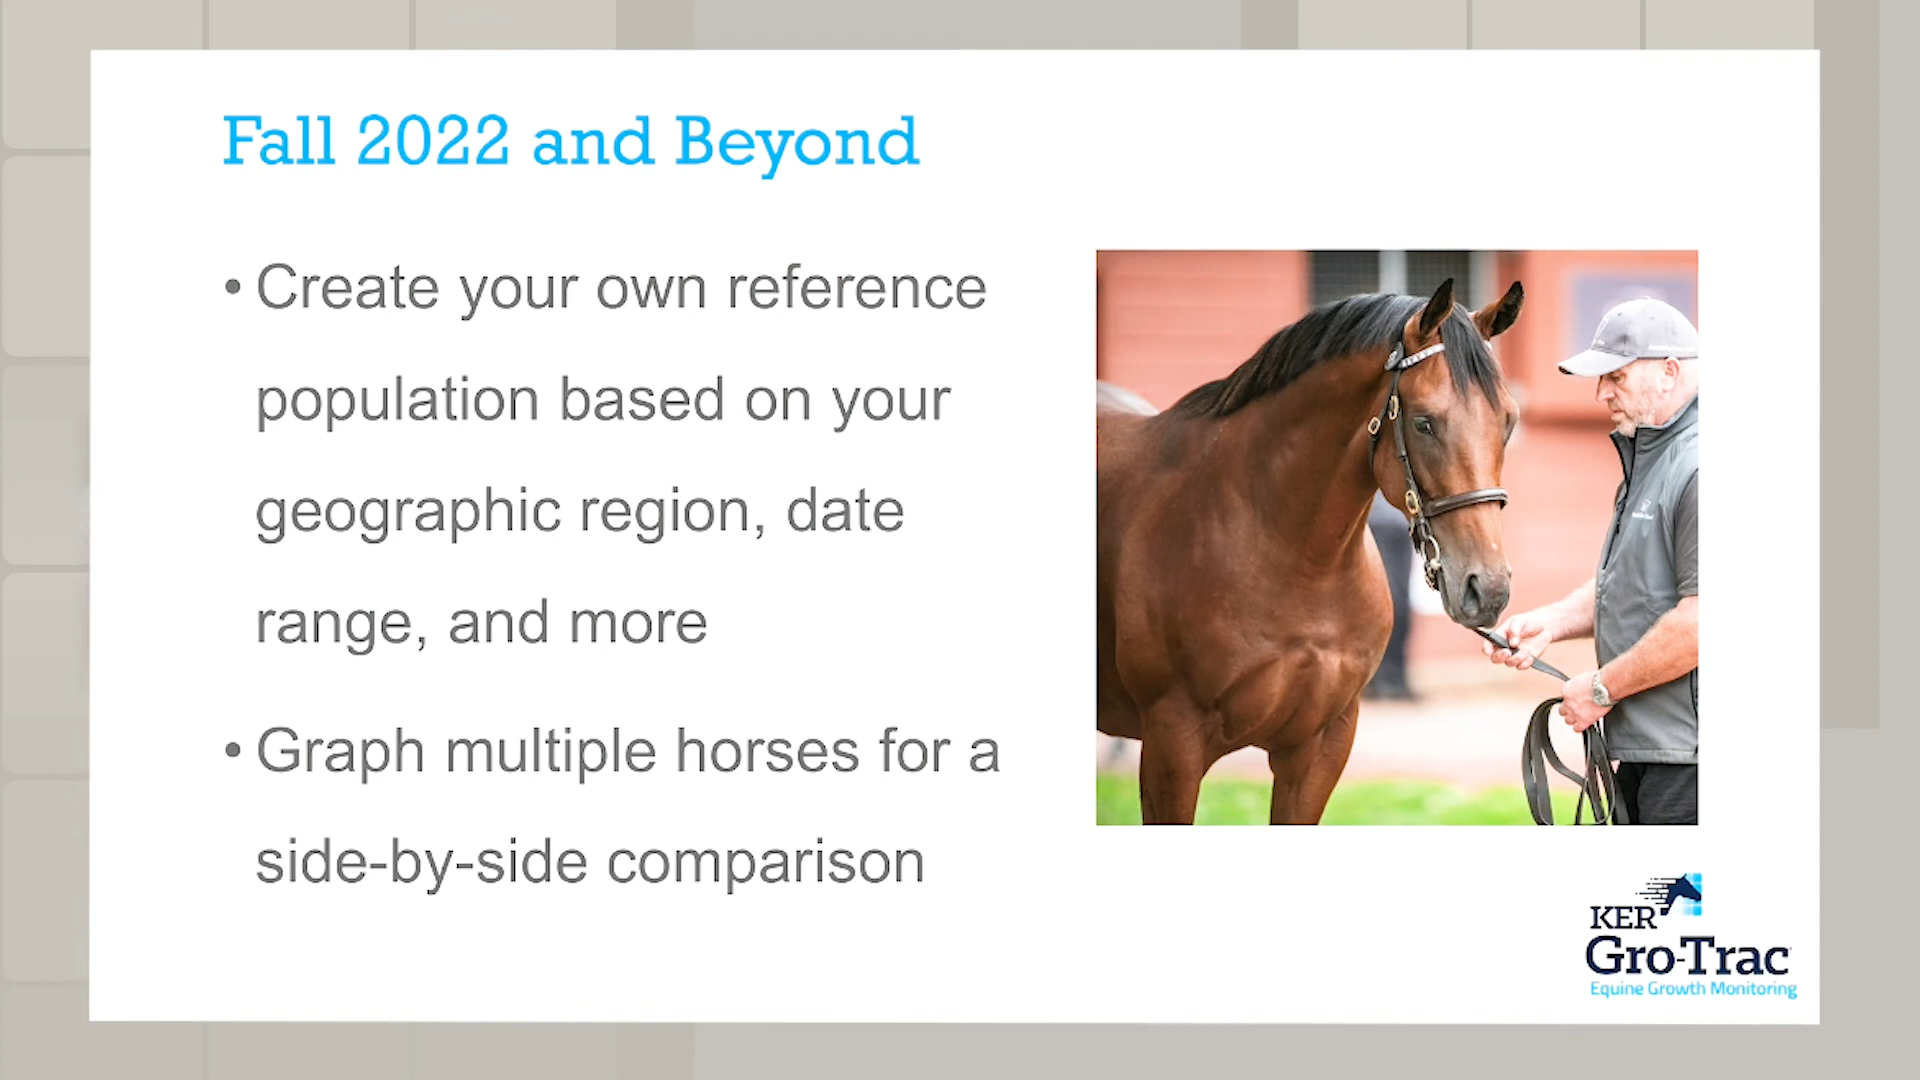 Fall 2022 and Beyond
• Create your own reference
population based on your
geographic region, date
range, and more
• Graph multiple horses for a
side-by-side comparison
KER
Gro-Trac
Equine Growth Monitoring